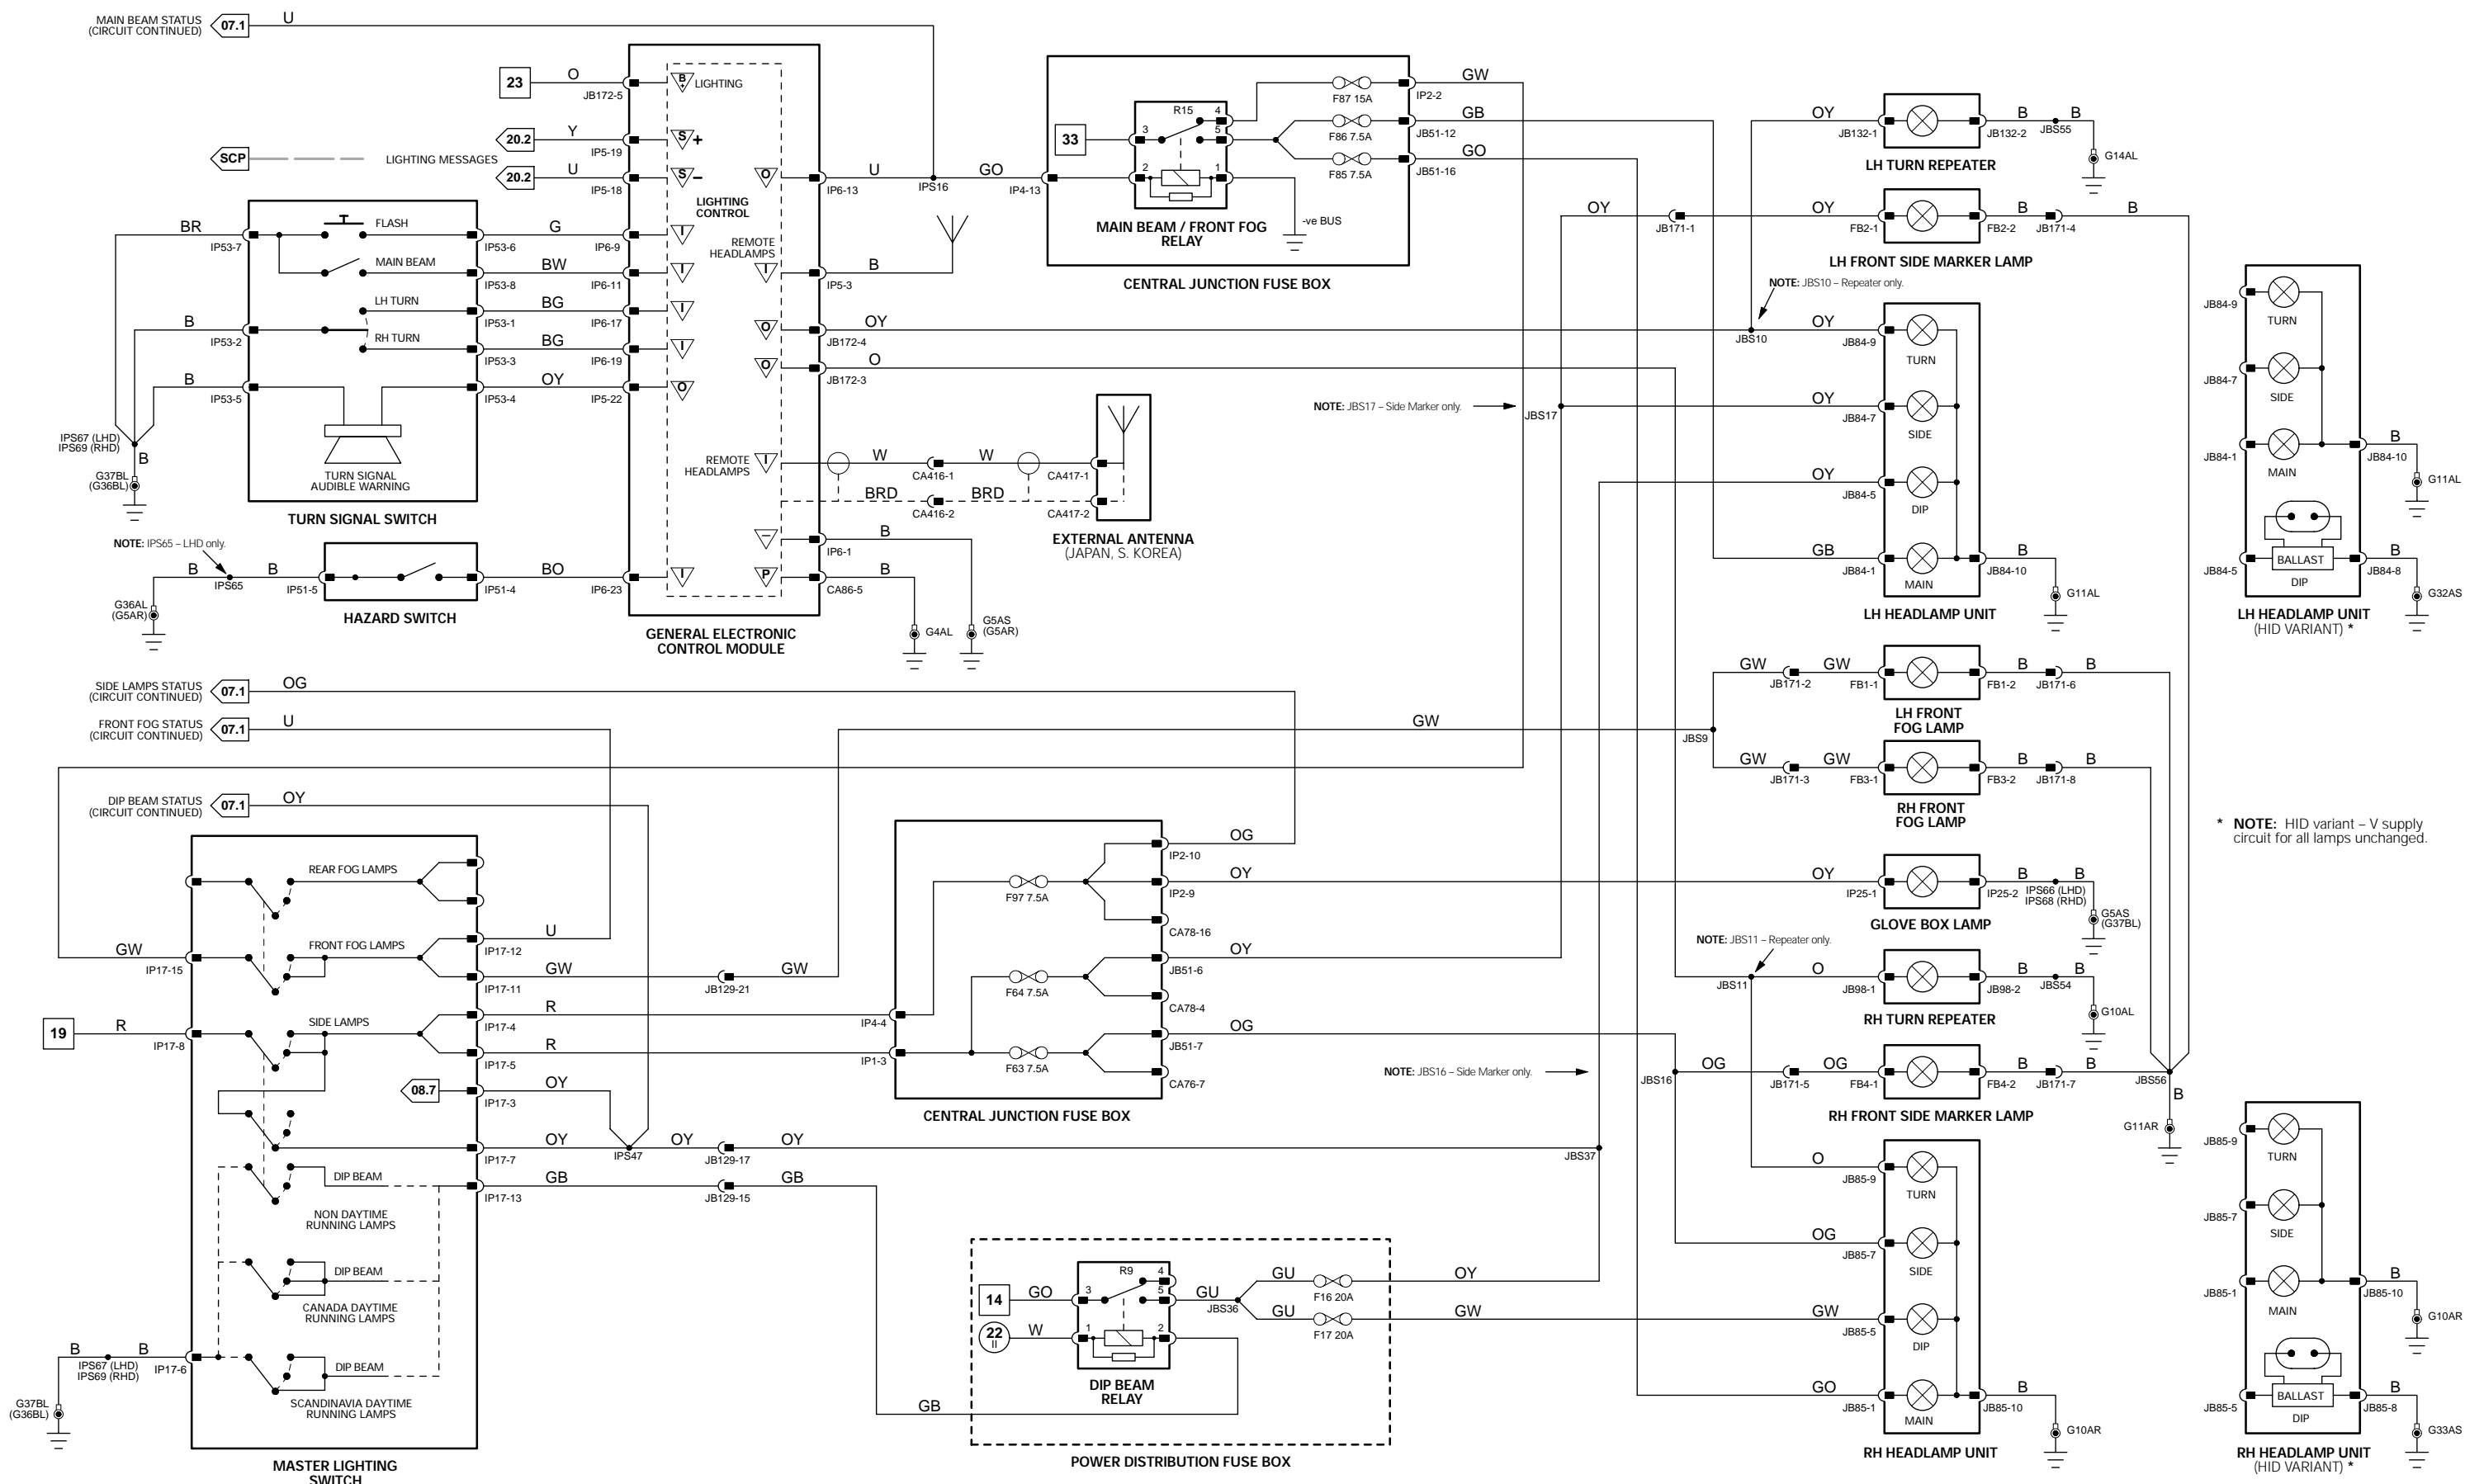 MAIN BEAM STATUS
(CIRCUIT CONTINUED)
07.1
U
23
O
JB172-5
B
+
LIGHTING
20.2
Y
IP5-19
S
+
SCP
LIGHTING MESSAGES
20.2
U
IP5-18
S
–
O
IP6-13
U
IPS16
GO
IP4-13
LIGHTING
CONTROL
REMOTE
HEADLAMPS
I
IP5-3
B
BR
IP53-7
FLASH
IP53-6
G
IP6-9
I
MAIN BEAM
IP53-8
BW
IP6-11
I
LH TURN
IP53-1
BG
IP6-17
I
B
IP53-2
RH TURN
IP53-3
BG
IP6-19
I
B
IP53-5
IP53-4
OY
IP5-22
O
O
JB172-4
OY
O
JB172-3
O
IPS67 (LHD)
IPS69 (RHD)
B
G37BL
(G36BL)
TURN SIGNAL
AUDIBLE WARNING
TURN SIGNAL SWITCH
REMOTE
HEADLAMPS
I
W
CA416-1
W
CA417-1
BRD
CA416-2
BRD
CA417-2
EXTERNAL ANTENNA
(JAPAN, S. KOREA)
NOTE: IPS65 – LHD only.
B
IPS65
B
IP51-5
IP51-4
BO
IP6-23
I
G36AL
(G5AR)
HAZARD SWITCH
–
IP6-1
B
P
CA86-5
B
G4AL
G5AS
(G5AR)
GENERAL ELECTRONIC
CONTROL MODULE
33
R15
3
4
5
2
1
F87 15A
F86 7.5A
F85 7.5A
IP2-2
GW
JB51-12
GB
JB51-16
GO
-ve BUS
MAIN BEAM / FRONT FOG
RELAY
CENTRAL JUNCTION FUSE BOX
OY
JB132-1
JB132-2
B
JBS55
B
G14AL
LH TURN REPEATER
OY
JB171-1
OY
FB2-1
FB2-2
B
JB171-4
B
LH FRONT SIDE MARKER LAMP
NOTE: JBS10 – Repeater only.
JBS10
OY
JB84-9
TURN
NOTE: JBS17 – Side Marker only.
JBS17
OY
JB84-7
SIDE
OY
JB84-5
DIP
GB
JB84-1
MAIN
JB84-10
B
G11AL
LH HEADLAMP UNIT
JB84-9
TURN
JB84-7
SIDE
JB84-1
MAIN
JB84-10
B
G11AL
JB84-5
BALLAST
DIP
JB84-8
B
G32AS
LH HEADLAMP UNIT
(HID VARIANT) *
SIDE LAMPS STATUS
(CIRCUIT CONTINUED)
07.1
OG
FRONT FOG STATUS
(CIRCUIT CONTINUED)
07.1
U
GW
JBS9
GW
JB171-2
GW
FB1-1
FB1-2
B
JB171-6
B
LH FRONT
FOG LAMP
GW
JB171-3
GW
FB3-1
FB3-2
B
JB171-8
B
RH FRONT
FOG LAMP
DIP BEAM STATUS
(CIRCUIT CONTINUED)
07.1
OY
* NOTE: HID variant – V supply
circuit for all lamps unchanged.
REAR FOG LAMPS
GW
IP17-15
FRONT FOG LAMPS
IP17-12
U
IP17-11
GW
JB129-21
GW
19
R
IP17-8
SIDE LAMPS
IP17-4
R
IP4-4
IP17-5
R
IP1-3
08.7
IP17-3
OY
IP17-7
OY
IPS47
OY
JB129-17
OY
JBS37
DIP BEAM
IP17-13
GB
JB129-15
GB
NON DAYTIME
RUNNING LAMPS
DIP BEAM
CANADA DAYTIME
RUNNING LAMPS
B
IPS67 (LHD)
IPS69 (RHD)
B
IP17-6
DIP BEAM
G37BL
(G36BL)
SCANDINAVIA DAYTIME
RUNNING LAMPS
MASTER LIGHTING
SWITCH
F97 7.5A
F64 7.5A
F63 7.5A
IP2-10
OG
IP2-9
OY
CA78-16
JB51-6
OY
CA78-4
JB51-7
OG
CA76-7
CENTRAL JUNCTION FUSE BOX
OY
IP25-1
IP25-2
B
IPS66 (LHD)
IPS68 (RHD)
B
G5AS
(G37BL)
GLOVE BOX LAMP
NOTE: JBS11 – Repeater only.
JBS11
O
JB98-1
JB98-2
B
JBS54
B
G10AL
RH TURN REPEATER
NOTE: JBS16 – Side Marker only.
JBS16
OG
JB171-5
OG
FB4-1
FB4-2
B
JB171-7
B
JBS56
B
G11AR
RH FRONT SIDE MARKER LAMP
14
GO
R9
3
4
5
22
II
W
1
2
GU
JBS36
GU
F16 20A
OY
GU
F17 20A
GW
GB
DIP BEAM
RELAY
POWER DISTRIBUTION FUSE BOX
O
JB85-9
TURN
OG
JB85-7
SIDE
GW
JB85-5
DIP
GO
JB85-1
MAIN
JB85-10
B
G10AR
RH HEADLAMP UNIT
JB85-9
TURN
JB85-7
SIDE
JB85-1
MAIN
JB85-10
B
G10AR
JB85-5
BALLAST
DIP
JB85-8
B
G33AS
RH HEADLAMP UNIT
(HID VARIANT) *